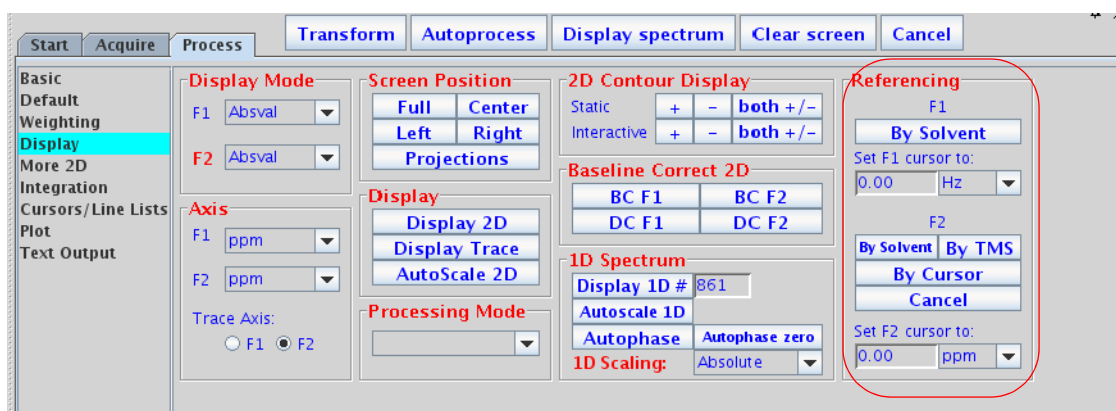 Start Acquire Process Transform Autoprocess Display spectrum Clear screen Cancel
Basic
Default
Weighting
Display
More 2D
Integration
Cursors/Line Lists
Plot
Text Output
Display Mode
F1 Absval
F2 Absval
Axis
F1 ppm
F2 ppm
Trace Axis:
F1 F2
Screen Position
Full Center
Left Right
Projections
Display
Display 2D
Display Trace
AutoScale 2D
Processing Mode
2D Contour Display
Static + - both +/-
Interactive + - both +/-
Baseline Correct 2D
BC F1 BC F2
DC F1 DC F2
1D Spectrum
Display 1D # 861
Autoscale 1D
Autophase Autophase zero
1D Scaling: Absolute
Referencing
F1
By Solvent
Set F1 cursor to:
0.00 Hz
F2
By Solvent By TMS
By Cursor
Cancel
Set F2 cursor to:
0.00 ppm